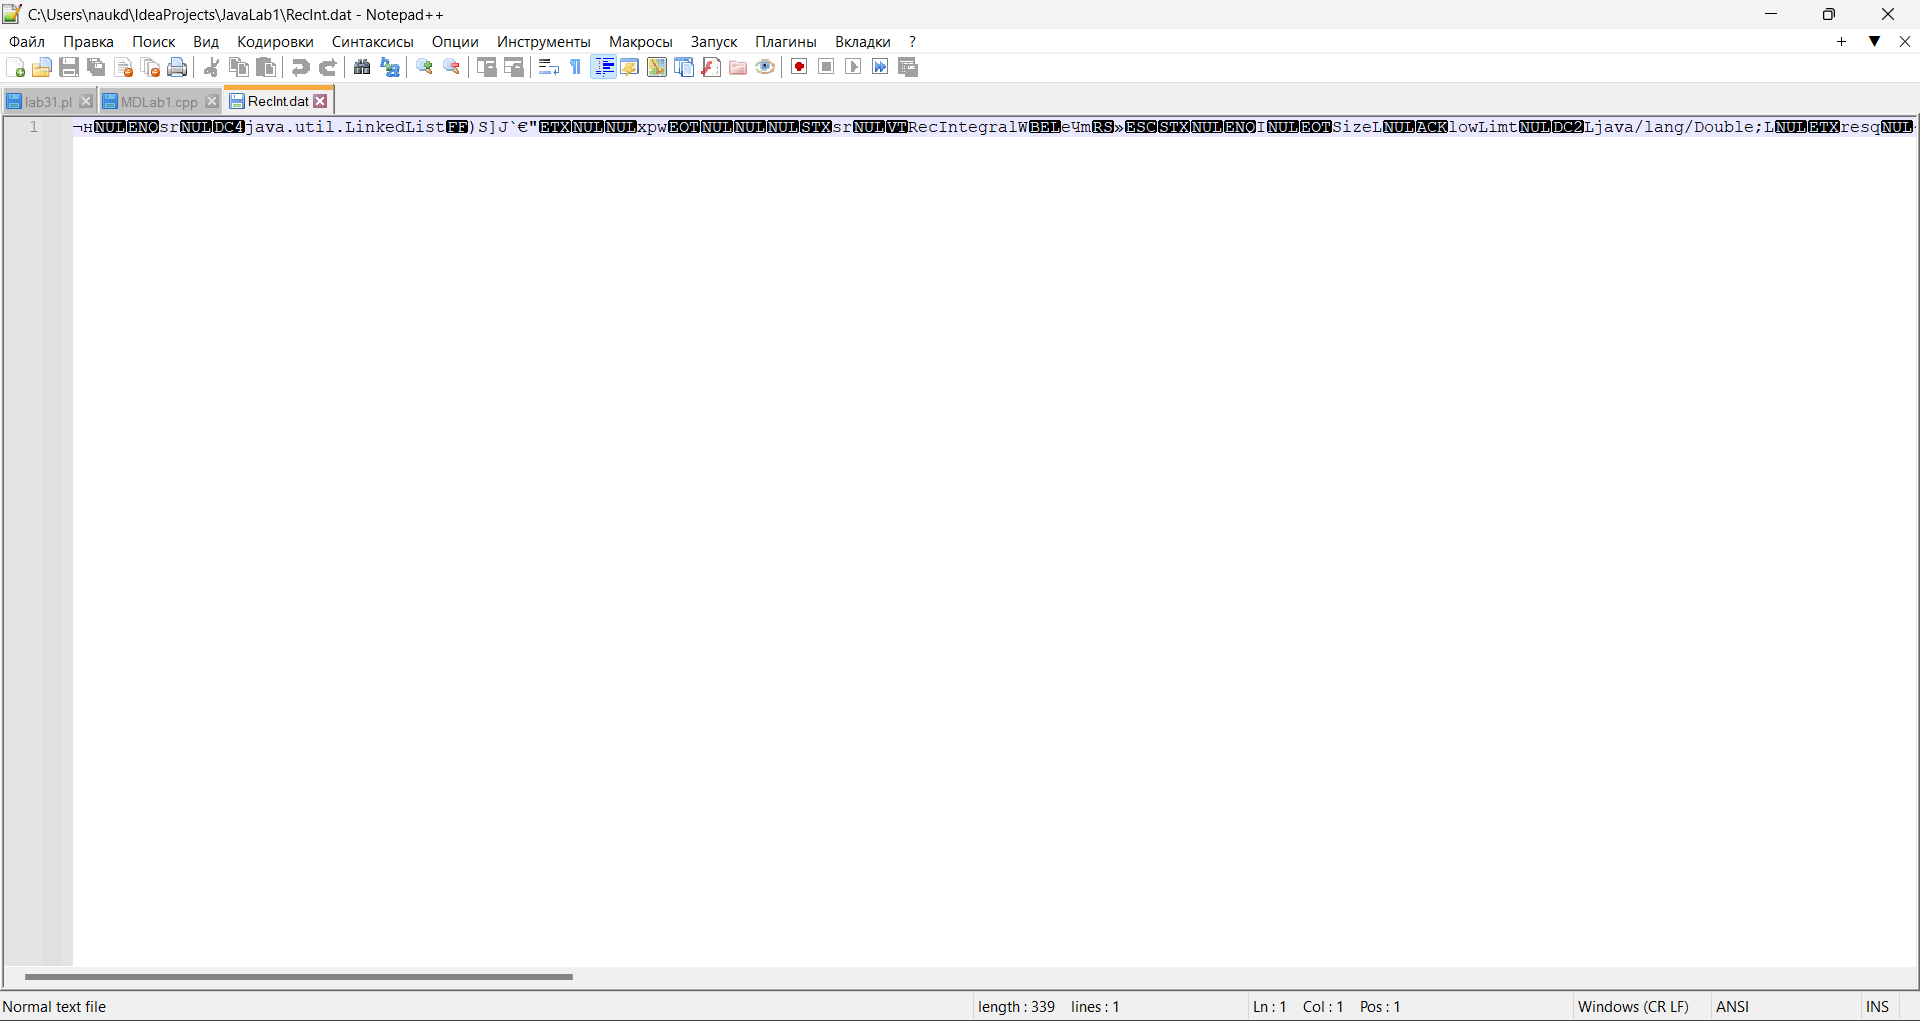 C:\Users\naukd\IdeaProjects\JavaLab1\RecInt.dat - Notepad++
Файл Правка Поиск Вид Кодировки Синтаксисы Опции Инструменты Макросы Запуск Плагины Вкладки ?
lab31.pl MDLab1.cpp RecInt.dat
1 ¬нNULENQsrNULDC4java.util.LinkedListFF)S]J`€"ETXNULNULxpwEOTNULNULNULSTXsrNULVTRecIntegralWBELeЧmRS»ESCSTXNULENQINULEOTSizeLNULACKlowLimtNULDC2Ljava/lang/Double;LNULETXresqNUL
Normal text file length : 339 lines : 1 Ln : 1 Col : 1 Pos : 1 Windows (CR LF) ANSI INS